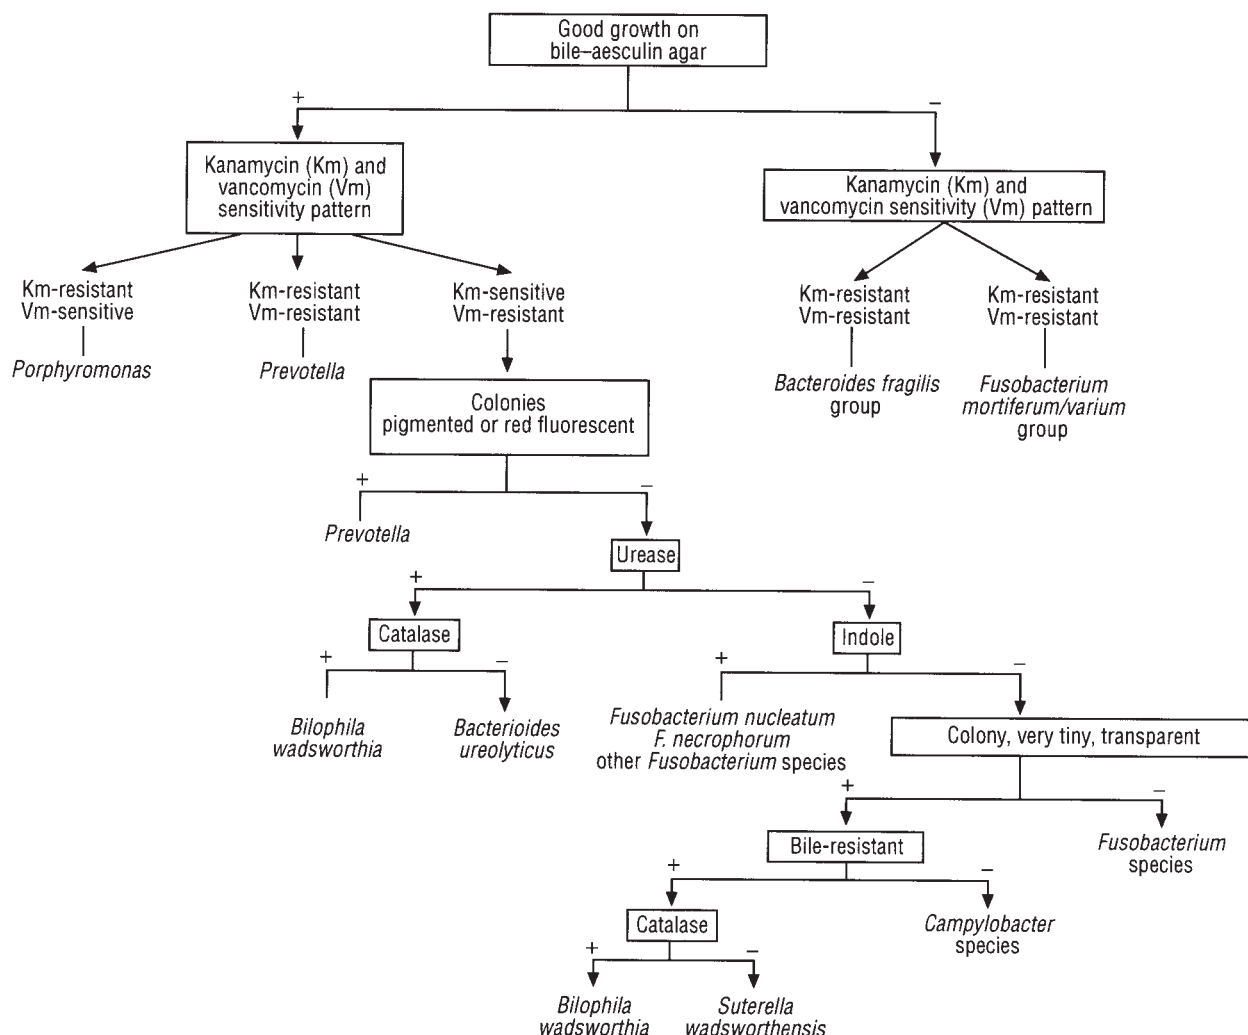 Good growth on
bile–aesculin agar
+
–
Kanamycin (Km) and
vancomycin (Vm)
sensitivity pattern
Kanamycin (Km) and
vancomycin sensitivity (Vm) pattern
Km-resistant
Vm-sensitive
Km-resistant
Vm-resistant
Km-sensitive
Vm-resistant
Km-resistant
Vm-resistant
Km-resistant
Vm-resistant
Porphyromonas
Prevotella
Bacteroides fragilis
group
Fusobacterium
mortiferum/varium
group
Colonies
pigmented or red fluorescent
+
–
Prevotella
Urease
+
–
Catalase
Indole
+
–
+
–
Bilophila
wadsworthia
Bacterioides
ureolyticus
Fusobacterium nucleatum
F. necrophorum
other Fusobacterium species
Colony, very tiny, transparent
+
–
Bile-resistant
Fusobacterium
species
+
–
Catalase
Campylobacter
species
+
–
Bilophila
wadsworthia
Suterella
wadsworthensis